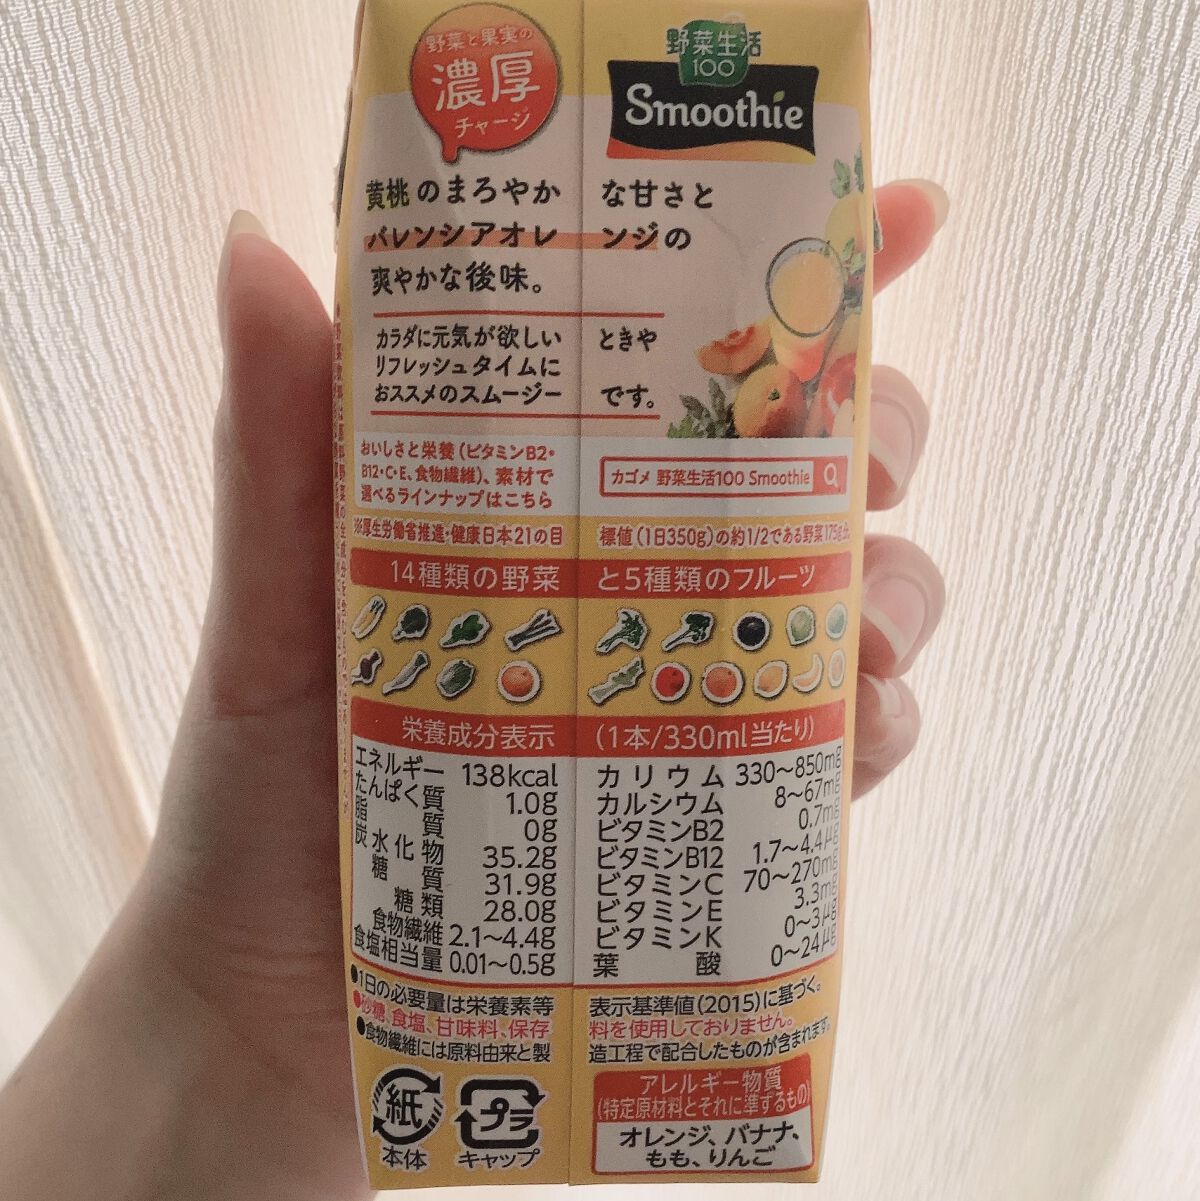 野菜と果実の
濃厚
チャージ
野菜生活
100
Smoothie
黄桃のまろやかな甘さと
バレンシアオレンジの
爽やかな後味。
カラダに元気が欲しいときや
リフレッシュタイムに
おススメのスムージーです。
おいしさと栄養(ビタミンB2・
B12・C・E、食物繊維)、素材で
選べるラインナップはこちら
カゴメ 野菜生活100 Smoothie
※厚生労働省推進・健康日本21の目標値(1日350g)の約1/2である野菜175g分
14種類の野菜と5種類のフルーツ
栄養成分表示(1本/330ml当たり)
エネルギー 138kcal
たんぱく質 1.0g
脂質 0g
炭水化物 35.2g
糖質 31.9g
糖類 28.0g
食物繊維 2.1〜4.4g
食塩相当量 0.01〜0.5g
カリウム 330〜850mg
カルシウム 8〜67mg
ビタミンB2 0.7mg
ビタミンB12 1.7〜4.4μg
ビタミンC 70〜270mg
ビタミンE 3.3mg
ビタミンK 0〜3μg
葉酸 0〜24μg
●1日の必要量は栄養素等表示基準値(2015)に基づく。
●砂糖、食塩、甘味料、保存料を使用しておりません。
●食物繊維には原料由来と製造工程で配合したものが含まれます。
紙
本体
プラ
キャップ
アレルギー物質
(特定原材料とそれに準ずるもの)
オレンジ、バナナ、
もも、りんご